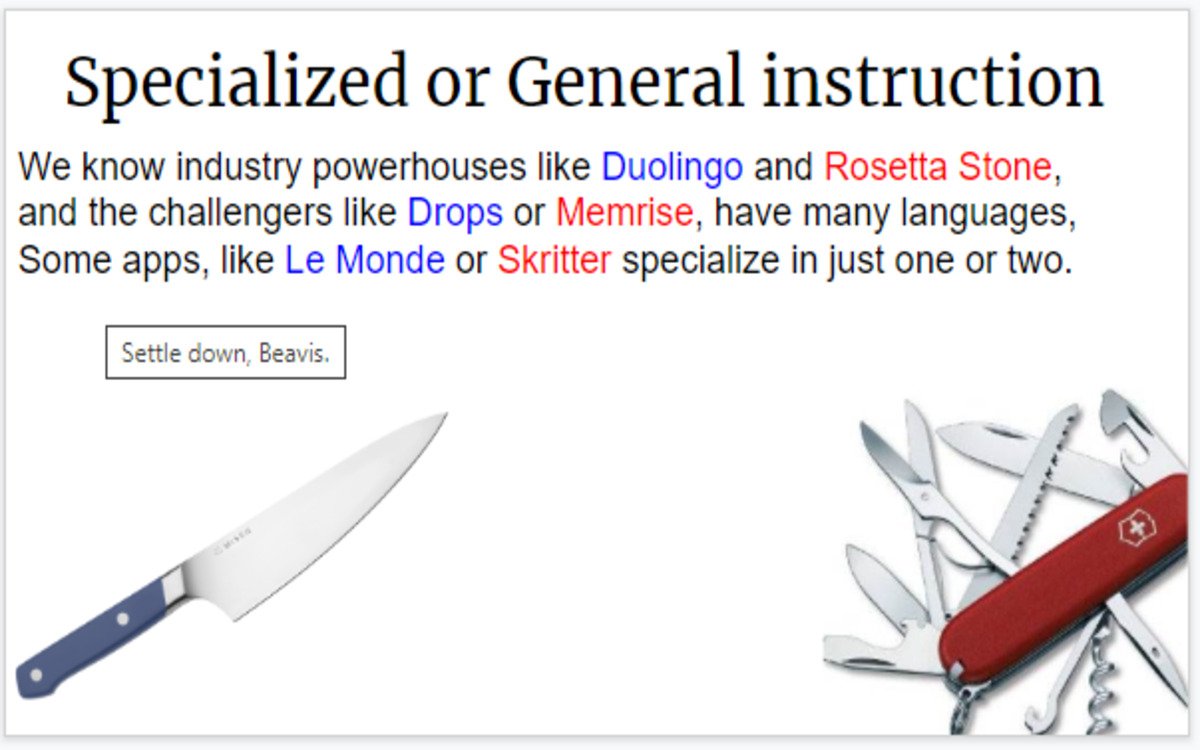 Specialized or General instruction
We know industry powerhouses like Duolingo and Rosetta Stone,
and the challengers like Drops or Memrise, have many languages,
Some apps, like Le Monde or Skritter specialize in just one or two.
Settle down, Beavis.